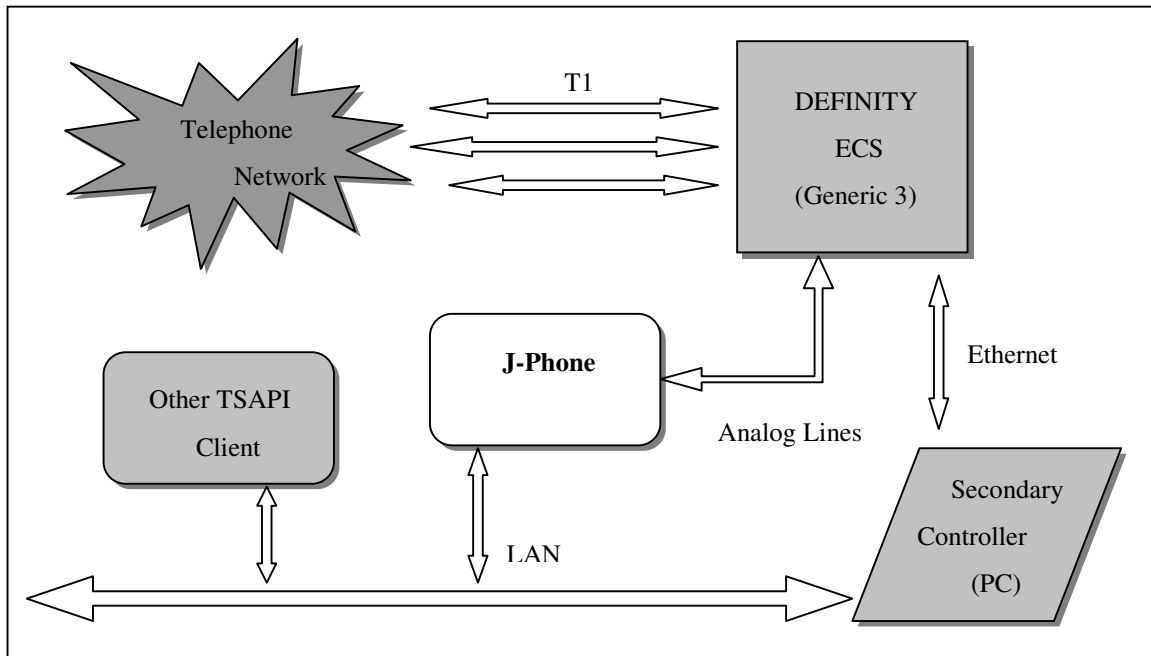 T1
Telephone
Network
DEFINITY
ECS
(Generic 3)
J-Phone
Ethernet
Other TSAPI
Client
Analog Lines
Secondary
Controller
(PC)
LAN